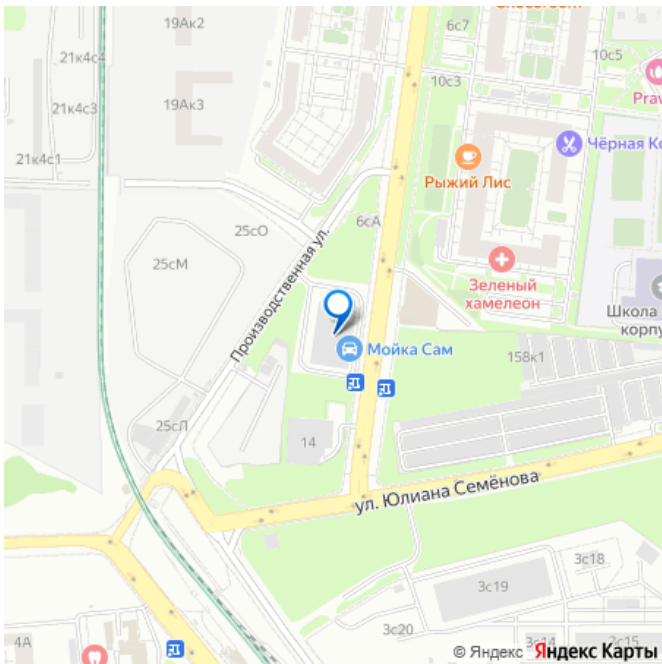 19Ак2
6с7
21к4с4
10с5
10с3
19Ак3
21к4с3
Prav
Чёрная Ко
21к4с1
Рыжий Лис
6сА
25сО
25сМ
Производственная ул.
Зеленый
хамелеон
Школа
корпу
Мойка Сам
158к1
25сЛ
14
ул. Юлиана Семёнова
3с18
3с19
3с20
4А
3с14
2с15
© Яндекс Яндекс Карты